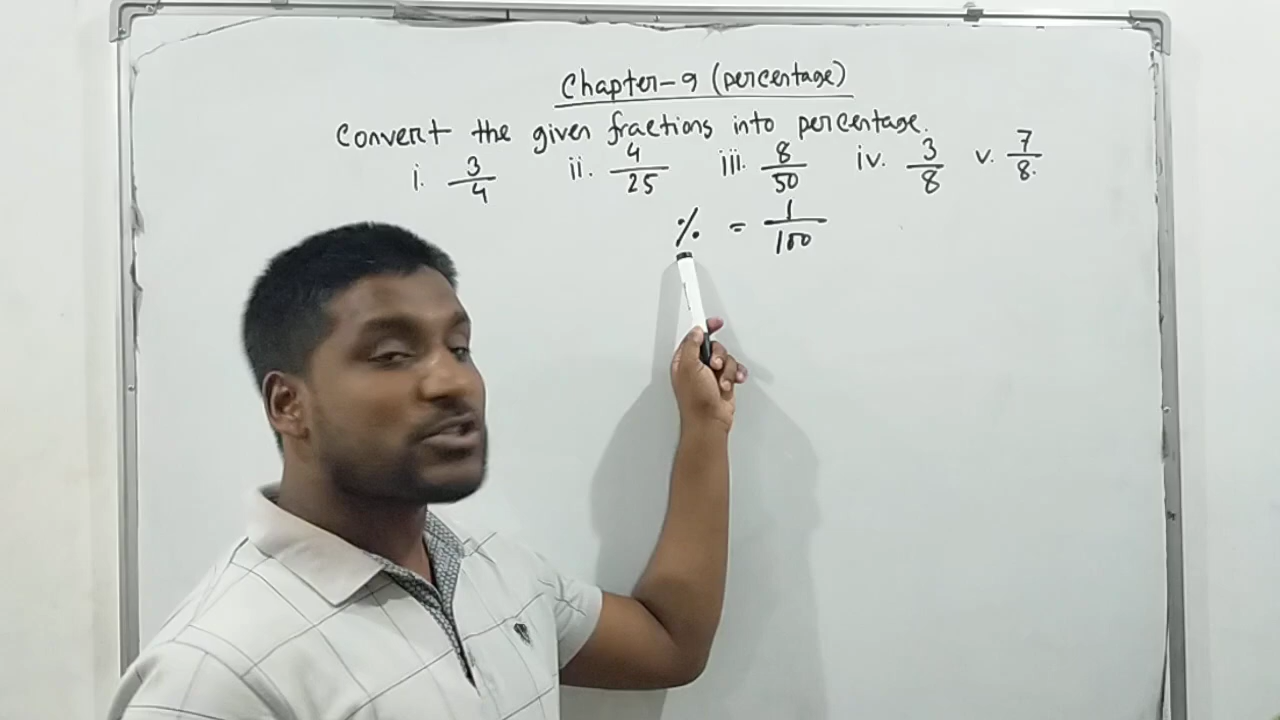 Chapter-9 (percentage)
Convert the given fractions into percentage.
i. 3/4 ii. 4/25 iii. 8/50 iv. 3/8 v. 7/8.
% = 1/100